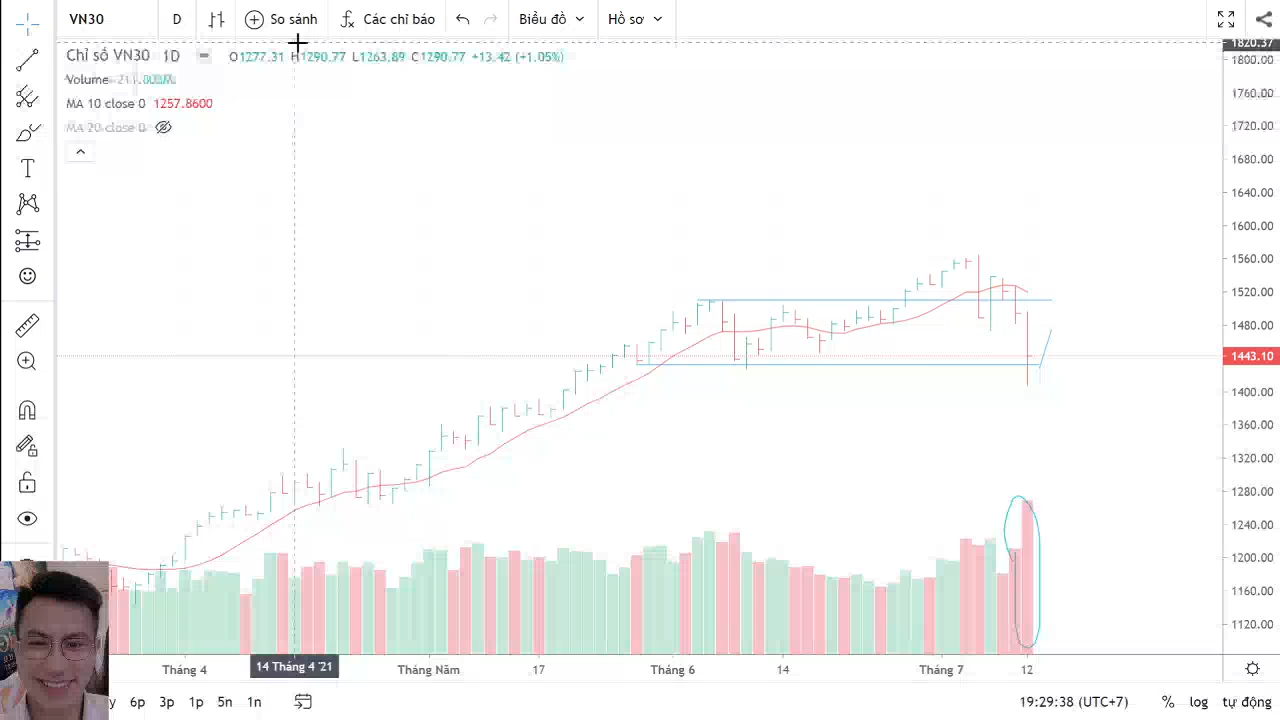 VN30 D So sánh Các chỉ báo Biểu đồ Hồ sơ
Chỉ số VN30 1D O1277.31 H1290.77 L1263.89 C1290.77 +13.42 (+1.05%)
Volume
MA 10 close 0 1257.8600
MA 20 close 0
1820.37
1800.00
1760.00
1720.00
1680.00
1640.00
1600.00
1560.00
1520.00
1480.00
1443.10
1400.00
1360.00
1320.00
1280.00
1240.00
1200.00
1160.00
1120.00
Tháng 4 14 Tháng 4 '21 Tháng Năm 17 Tháng 6 14 Tháng 7 12
6p 3p 1p 5n 1n 19:29:38 (UTC+7) % log tự động